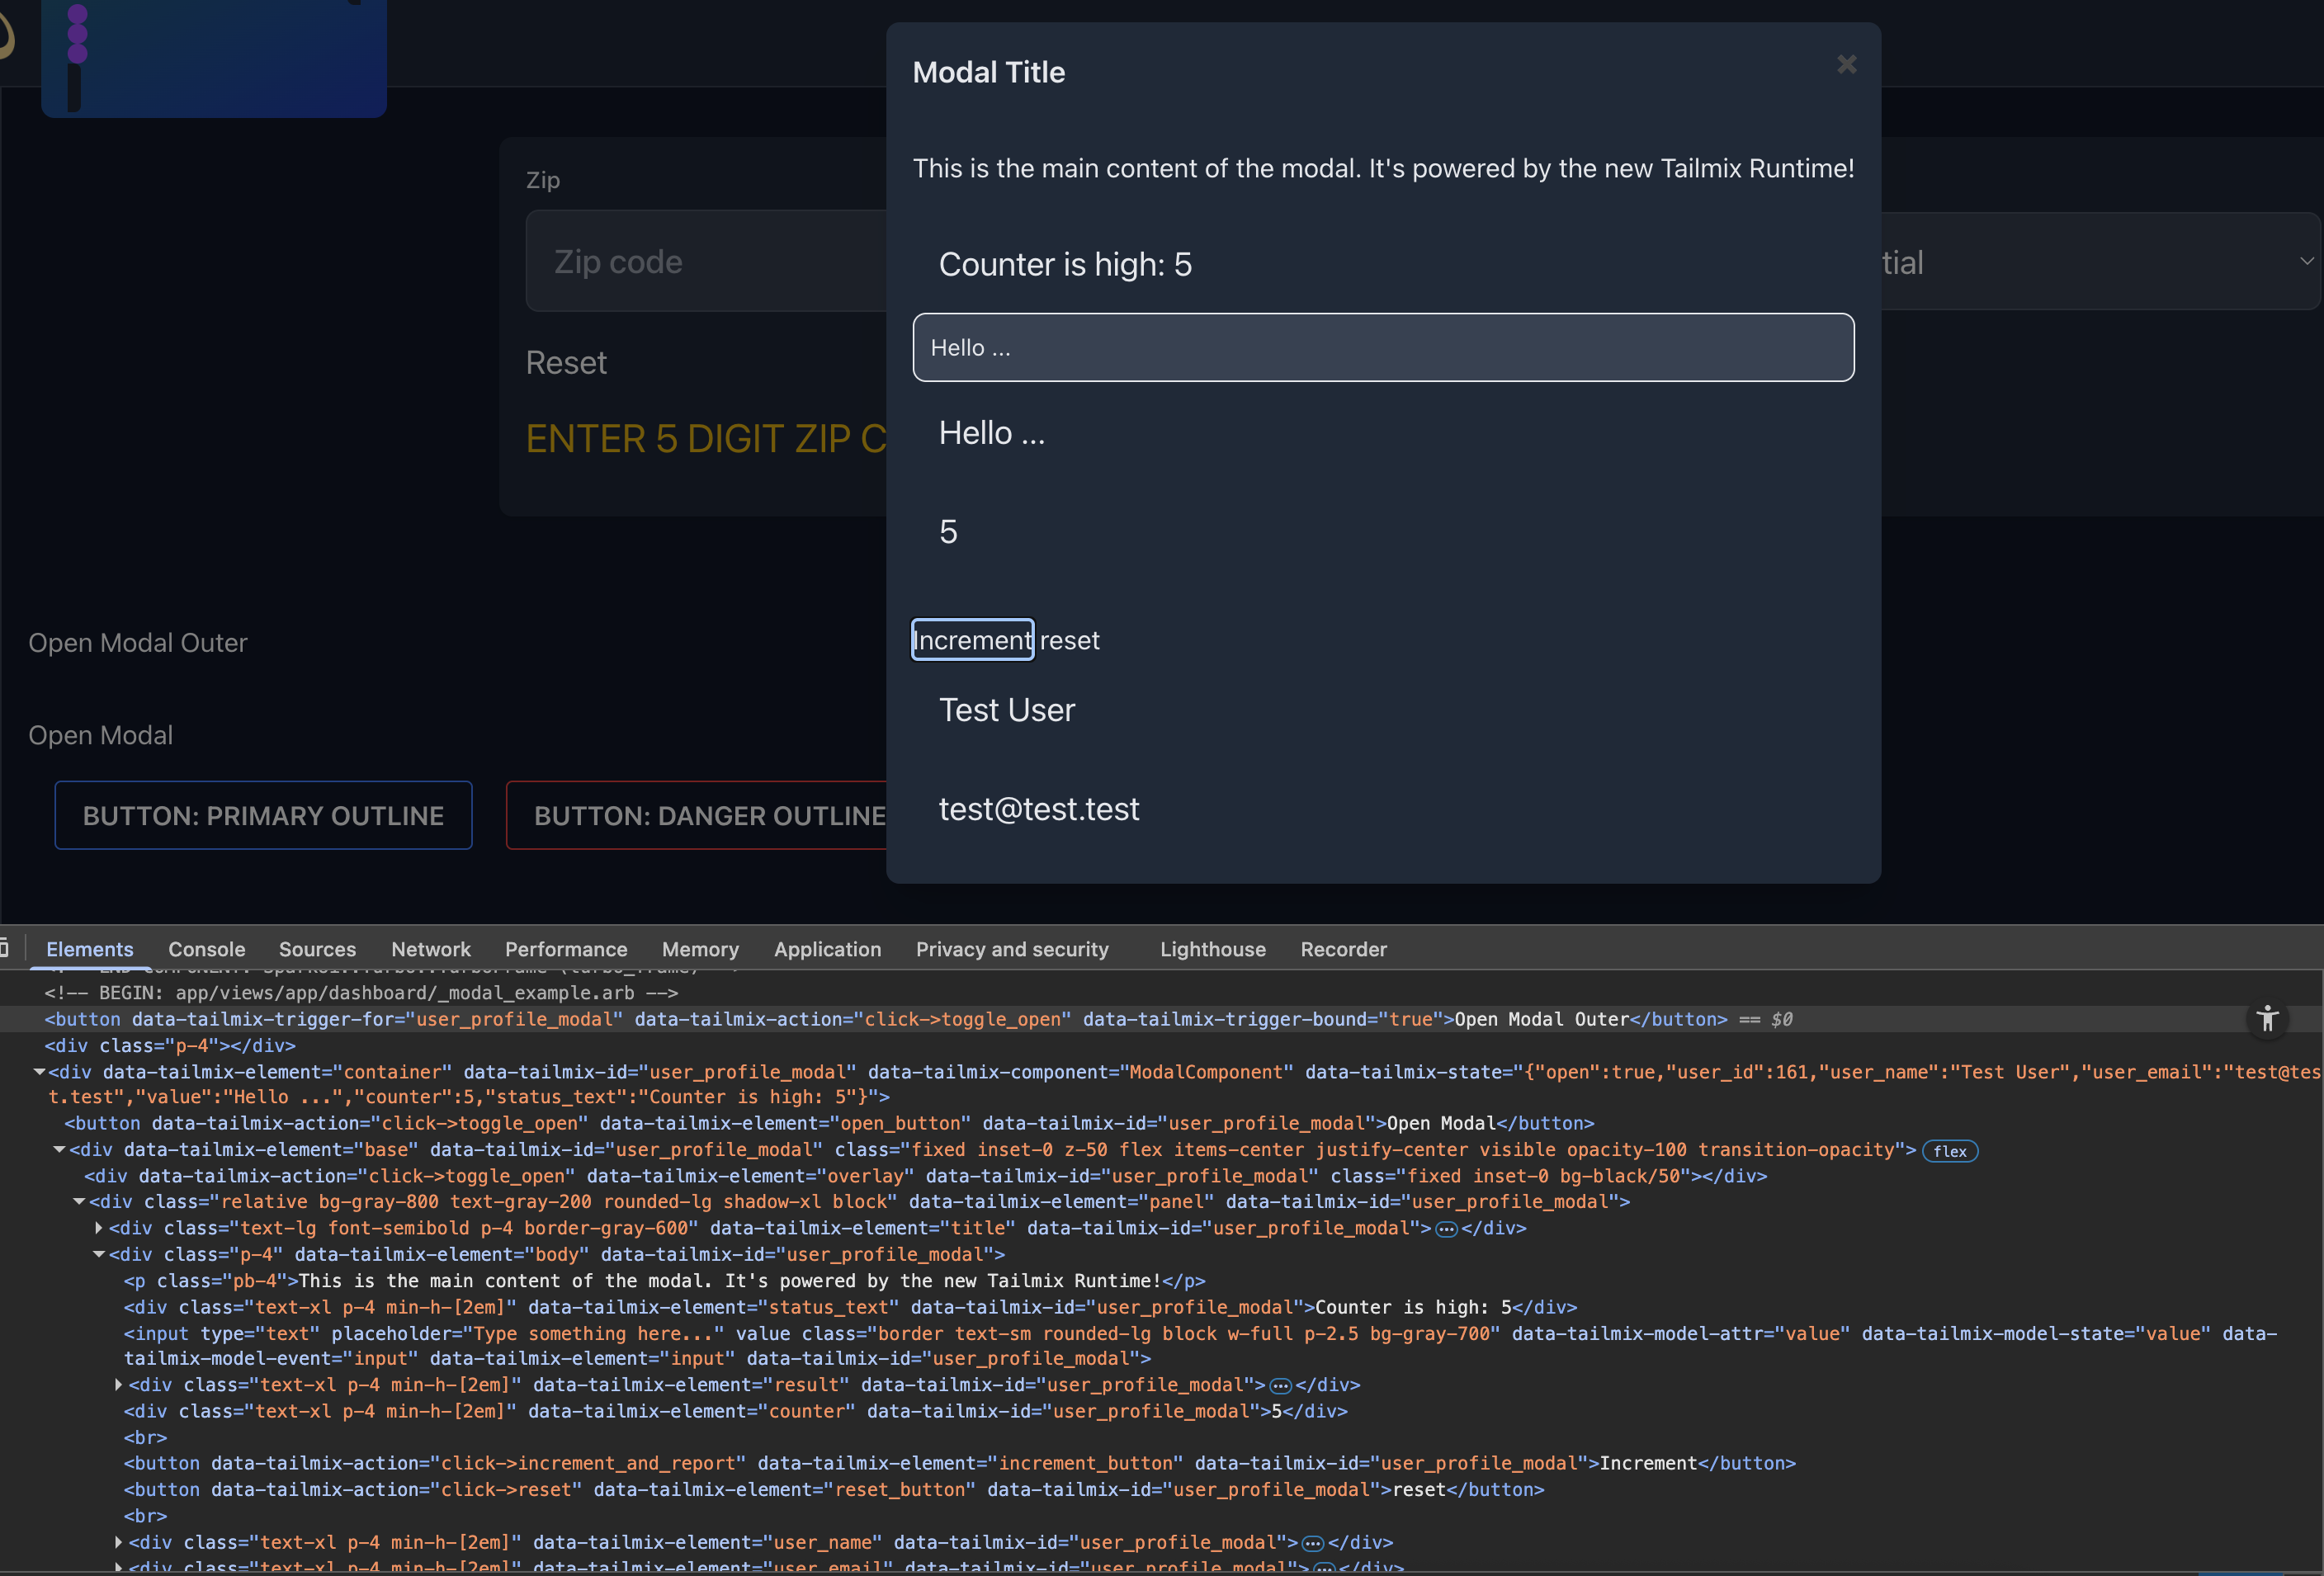 Modal Title
✖
This is the main content of the modal. It's powered by the new Tailmix Runtime!
Zip
Zip code
Counter is high: 5
tial
Hello ...
Reset
Hello ...
ENTER 5 DIGIT ZIP C
5
Open Modal Outer
Increment reset
Test User
Open Modal
BUTTON: PRIMARY OUTLINE
BUTTON: DANGER OUTLINE
test@test.test
Elements Console Sources Network Performance Memory Application Privacy and security Lighthouse Recorder
<!-- BEGIN: app/views/app/dashboard/_modal_example.arb -->
<button data-tailmix-trigger-for="user_profile_modal" data-tailmix-action="click->toggle_open" data-tailmix-trigger-bound="true">Open Modal Outer</button> == $0
<div class="p-4"></div>
<div data-tailmix-element="container" data-tailmix-id="user_profile_modal" data-tailmix-component="ModalComponent" data-tailmix-state="{"open":true,"user_id":161,"user_name":"Test User","user_email":"test@tes
t.test","value":"Hello ...","counter":5,"status_text":"Counter is high: 5"}">
<button data-tailmix-action="click->toggle_open" data-tailmix-element="open_button" data-tailmix-id="user_profile_modal">Open Modal</button>
<div data-tailmix-element="base" data-tailmix-id="user_profile_modal" class="fixed inset-0 z-50 flex items-center justify-center visible opacity-100 transition-opacity"> flex
<div data-tailmix-action="click->toggle_open" data-tailmix-element="overlay" data-tailmix-id="user_profile_modal" class="fixed inset-0 bg-black/50"></div>
<div class="relative bg-gray-800 text-gray-200 rounded-lg shadow-xl block" data-tailmix-element="panel" data-tailmix-id="user_profile_modal">
<div class="text-lg font-semibold p-4 border-gray-600" data-tailmix-element="title" data-tailmix-id="user_profile_modal">…</div>
<div class="p-4" data-tailmix-element="body" data-tailmix-id="user_profile_modal">
<p class="pb-4">This is the main content of the modal. It's powered by the new Tailmix Runtime!</p>
<div class="text-xl p-4 min-h-[2em]" data-tailmix-element="status_text" data-tailmix-id="user_profile_modal">Counter is high: 5</div>
<input type="text" placeholder="Type something here..." value class="border text-sm rounded-lg block w-full p-2.5 bg-gray-700" data-tailmix-model-attr="value" data-tailmix-model-state="value" data-
tailmix-model-event="input" data-tailmix-element="input" data-tailmix-id="user_profile_modal">
<div class="text-xl p-4 min-h-[2em]" data-tailmix-element="result" data-tailmix-id="user_profile_modal">…</div>
<div class="text-xl p-4 min-h-[2em]" data-tailmix-element="counter" data-tailmix-id="user_profile_modal">5</div>
<br>
<button data-tailmix-action="click->increment_and_report" data-tailmix-element="increment_button" data-tailmix-id="user_profile_modal">Increment</button>
<button data-tailmix-action="click->reset" data-tailmix-element="reset_button" data-tailmix-id="user_profile_modal">reset</button>
<br>
<div class="text-xl p-4 min-h-[2em]" data-tailmix-element="user_name" data-tailmix-id="user_profile_modal">…</div>
<div class="text-xl p-4 min-h-[2em]" data-tailmix-element="user_email" data-tailmix-id="user_profile_modal">…</div>